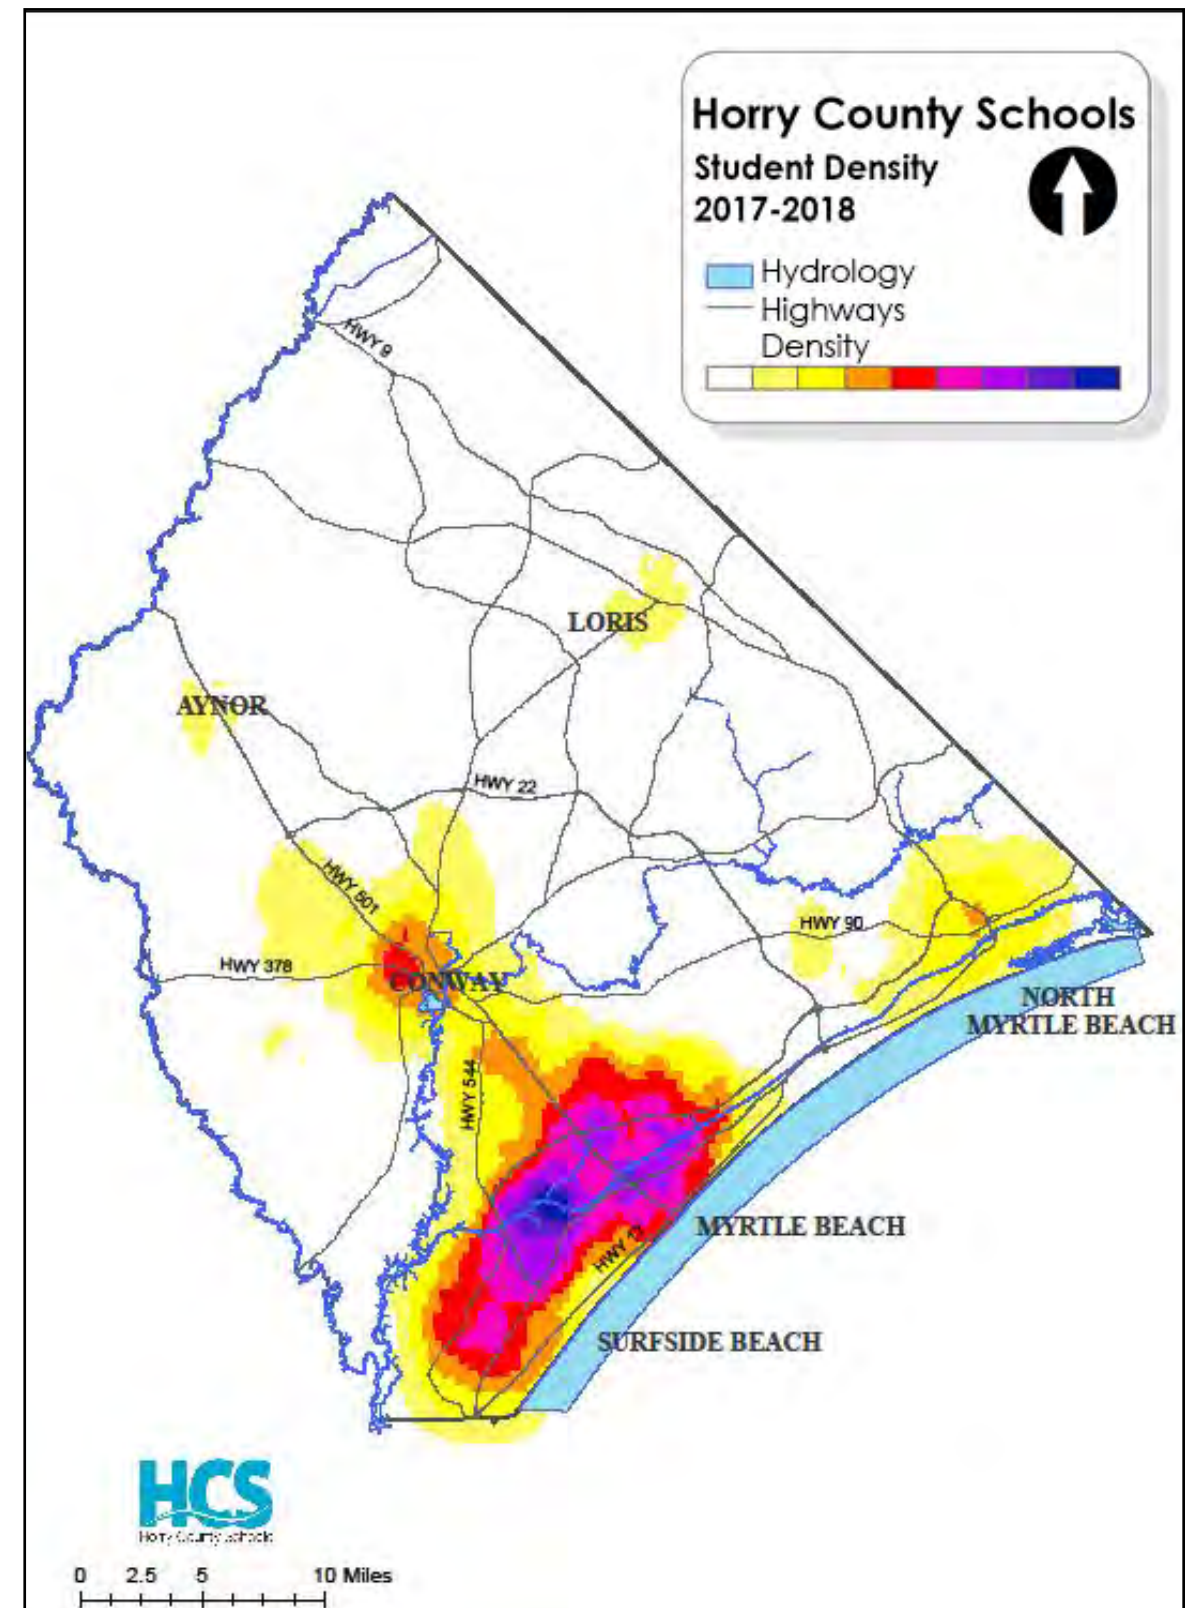 Horry County Schools
Student Density
2017-2018
Hydrology
Highways
Density
HWY 9
LORIS
AYNOR
HWY 22
HWY 501
HWY 90
HWY 378
CONWAY
NORTH
MYRTLE BEACH
HWY 544
MYRTLE BEACH
HWY 17
SURFSIDE BEACH
HCS
Horry County Schools
0 2.5 5 10 Miles